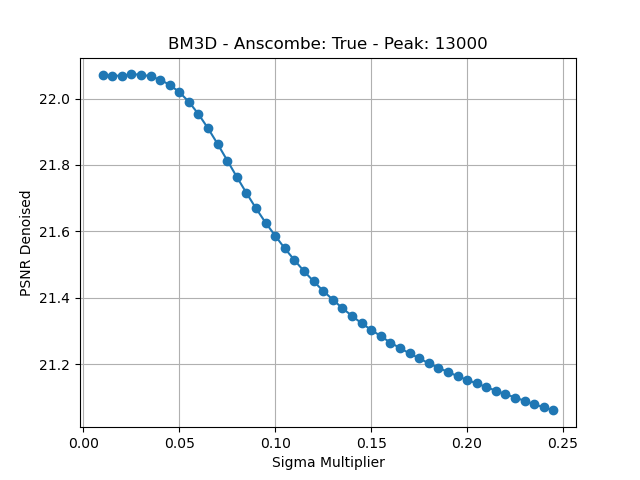 BM3D - Anscombe: True - Peak: 13000
22.0
21.8
21.6
21.4
21.2
PSNR Denoised
0.00 0.05 0.10 0.15 0.20 0.25
Sigma Multiplier